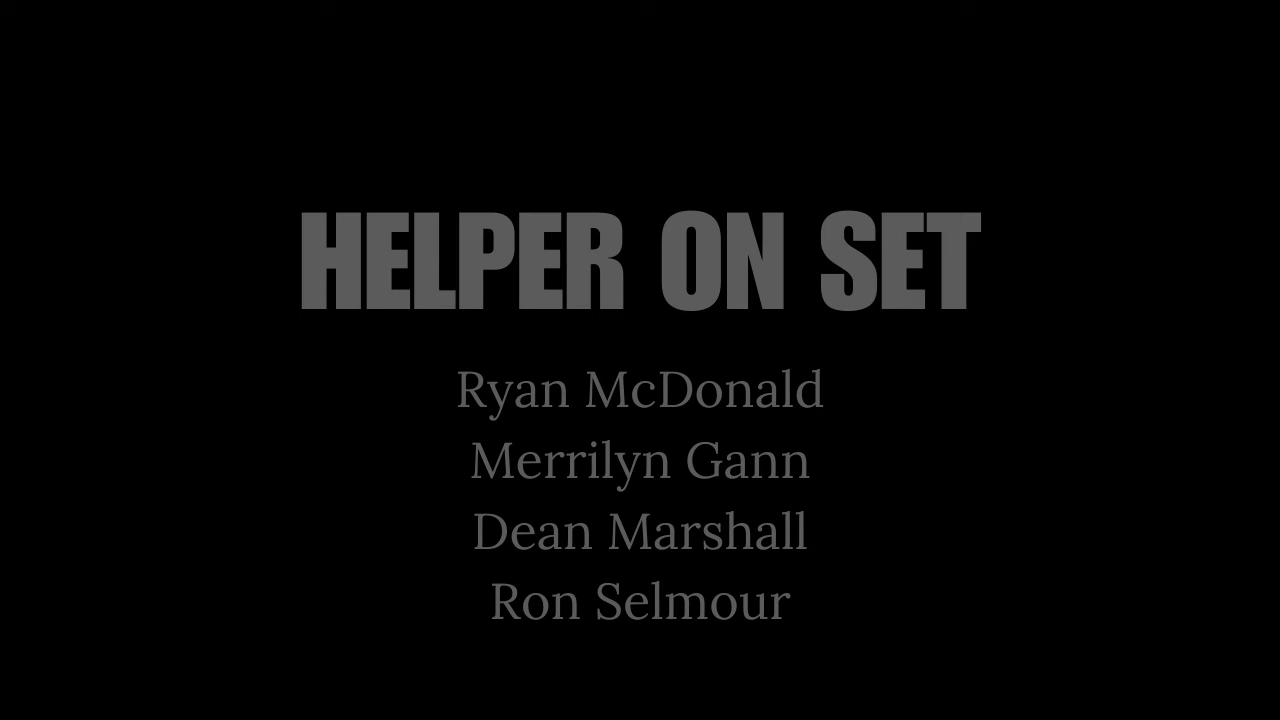 HELPER ON SET
Ryan McDonald
Merrilyn Gann
Dean Marshall
Ron Selmour